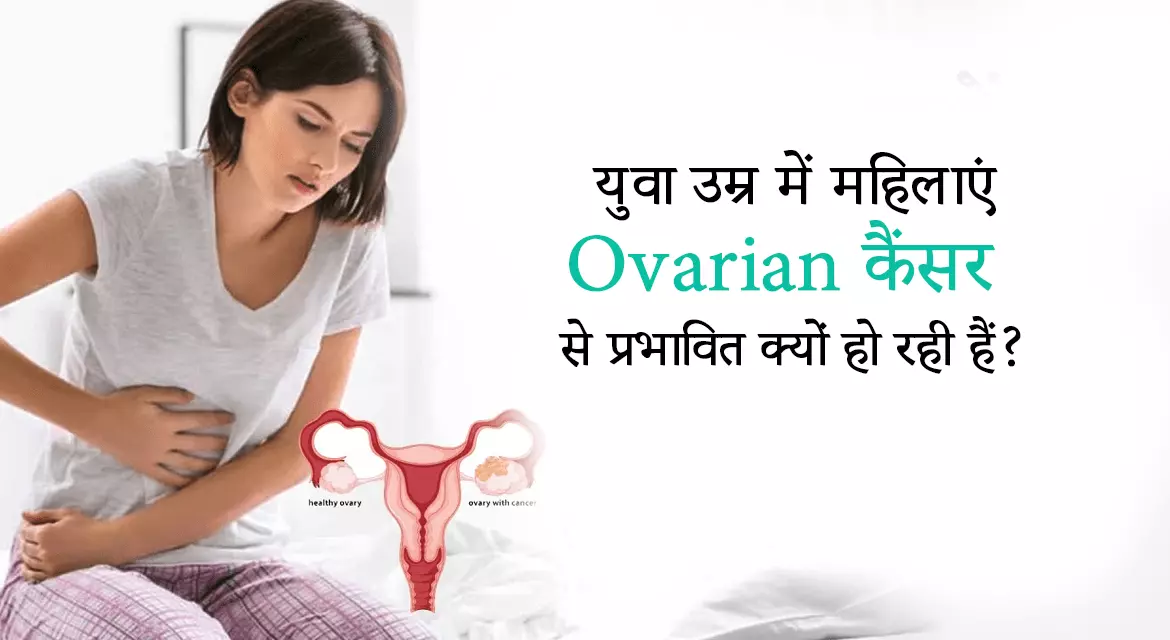 युवा उम्र में महिलाएं
Ovarian कैंसर
से प्रभावित क्यों हो रही हैं?
healthy ovary
ovary with cancer